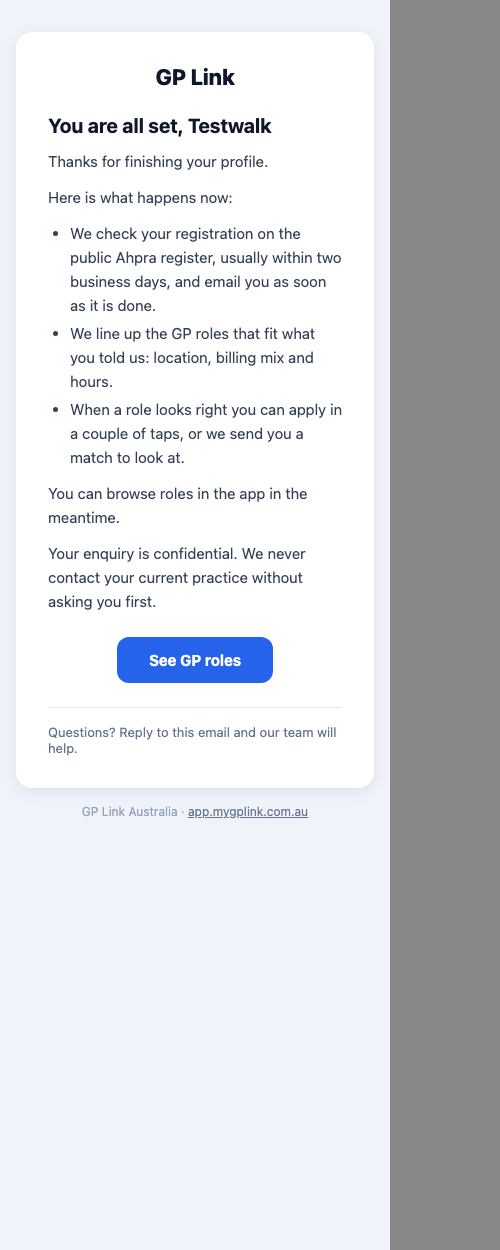 GP Link
You are all set, Testwalk
Thanks for finishing your profile.
Here is what happens now:
• We check your registration on the
public Ahpra register, usually within two
business days, and email you as soon
as it is done.
• We line up the GP roles that fit what
you told us: location, billing mix and
hours.
• When a role looks right you can apply in
a couple of taps, or we send you a
match to look at.
You can browse roles in the app in the
meantime.
Your enquiry is confidential. We never
contact your current practice without
asking you first.
See GP roles
Questions? Reply to this email and our team will
help.
GP Link Australia · app.mygplink.com.au